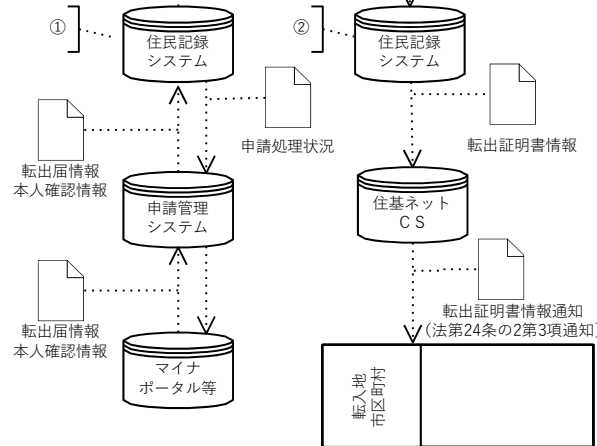 ①
住民記録
システム
②
住民記録
システム
申請処理状況
転出証明書情報
転出届情報
本人確認情報
申請管理
システム
住基ネット
CS
転出証明書情報通知
（法第24条の2第3項通知）
転出届情報
本人確認情報
マイナ
ポータル等
転入地
市区町村